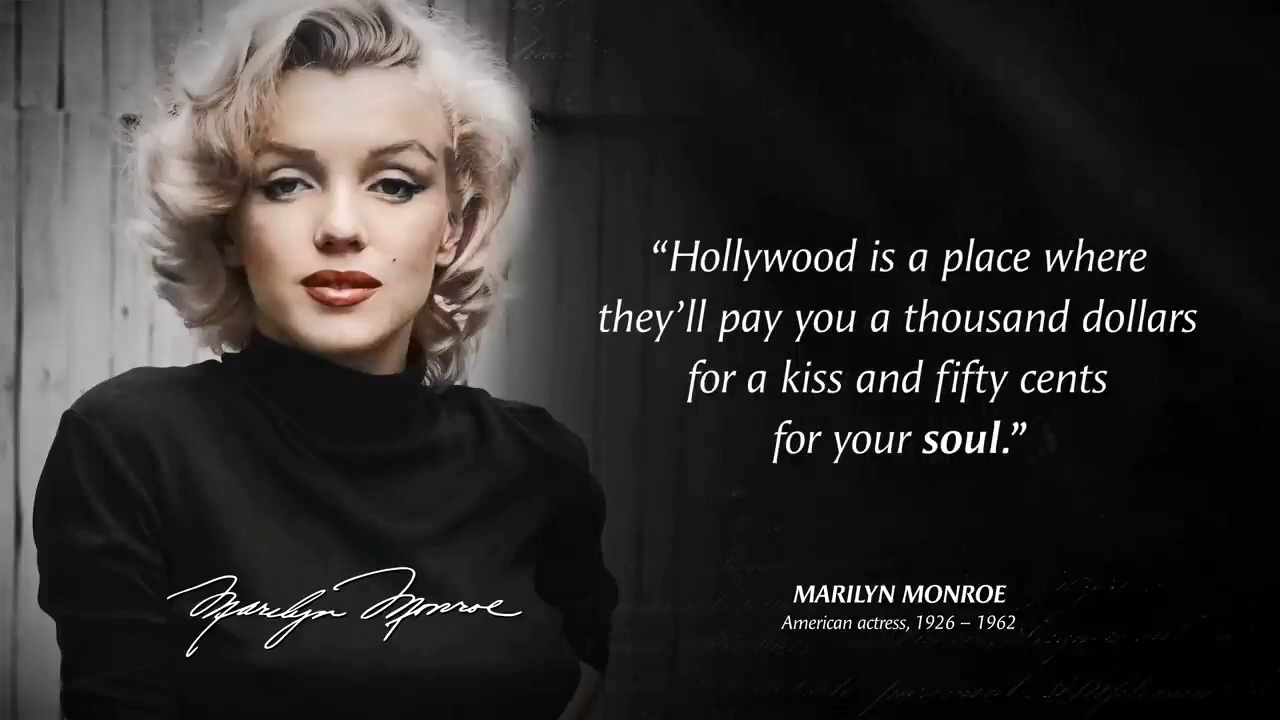 “Hollywood is a place where
they’ll pay you a thousand dollars
for a kiss and fifty cents
for your soul.”
Marilyn Monroe
MARILYN MONROE
American actress, 1926 – 1962